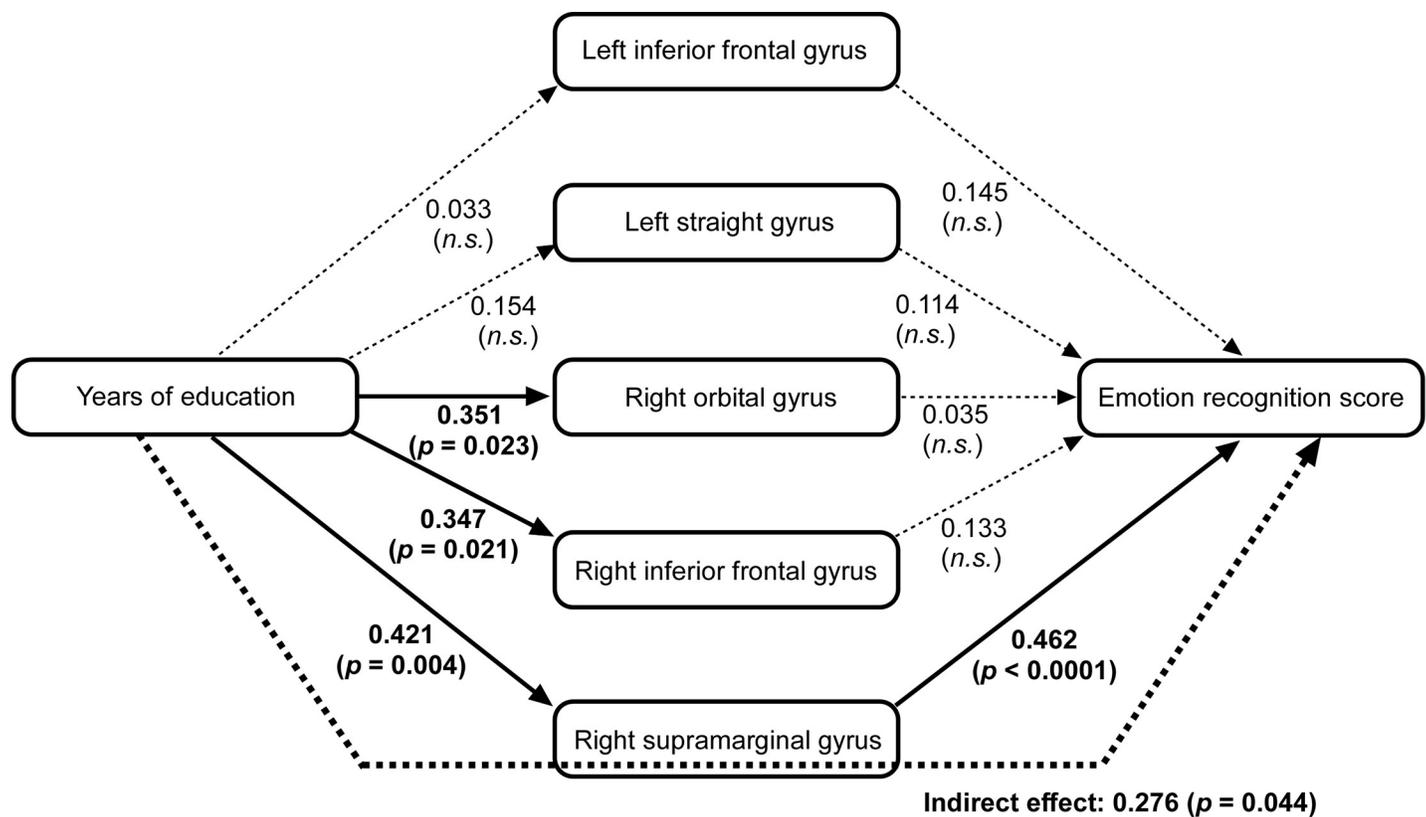 Left inferior frontal gyrus
0.033
(n.s.)
0.145
(n.s.)
Left straight gyrus
0.154
(n.s.)
0.114
(n.s.)
Years of education
Right orbital gyrus
Emotion recognition score
0.351
(p = 0.023)
0.035
(n.s.)
0.347
(p = 0.021)
0.133
(n.s.)
Right inferior frontal gyrus
0.421
(p = 0.004)
0.462
(p < 0.0001)
Right supramarginal gyrus
Indirect effect: 0.276 (p = 0.044)